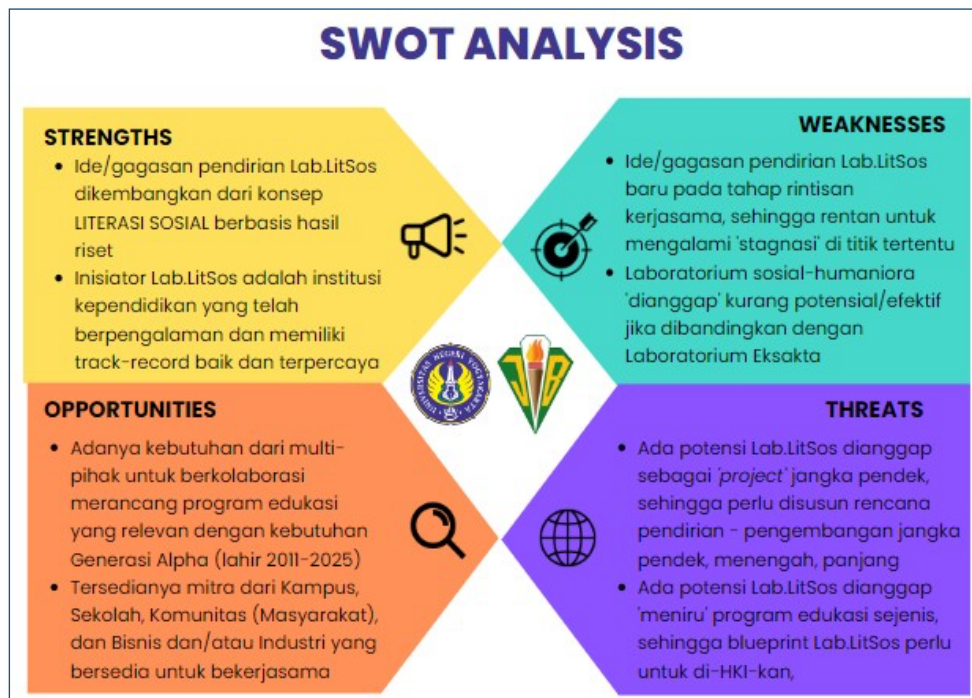 SWOT ANALYSIS
STRENGTHS
• Ide/gagasan pendirian Lab.LitSos
dikembangkan dari konsep
LITERASI SOSIAL berbasis hasil
riset
• Inisiator Lab.LitSos adalah institusi
kependidikan yang telah
berpengalaman dan memiliki
track-record baik dan terpercaya
WEAKNESSES
• Ide/gagasan pendirian Lab.LitSos
baru pada tahap rintisan
kerjasama, sehingga rentan untuk
mengalami 'stagnasi' di titik tertentu
• Laboratorium sosial-humaniora
'dianggap' kurang potensial/efektif
jika dibandingkan dengan
Laboratorium Eksakta
UNIVERSITAS NEGERI YOGYAKARTA
JB
OPPORTUNITIES
• Adanya kebutuhan dari multi-
pihak untuk berkolaborasi
merancang program edukasi
yang relevan dengan kebutuhan
Generasi Alpha (lahir 2011-2025)
• Tersedianya mitra dari Kampus,
Sekolah, Komunitas (Masyarakat),
dan Bisnis dan/atau Industri yang
bersedia untuk bekerjasama
THREATS
• Ada potensi Lab.LitSos dianggap
sebagai 'project' jangka pendek,
sehingga perlu disusun rencana
pendirian - pengembangan jangka
pendek, menengah, panjang
• Ada potensi Lab.LitSos dianggap
'meniru' program edukasi sejenis,
sehingga blueprint Lab.LitSos perlu
untuk di-HKI-kan,